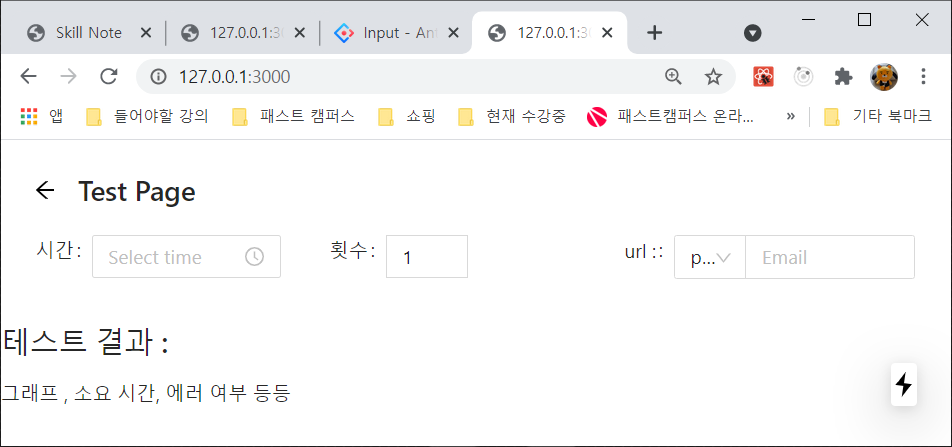 Skill Note
127.0.0.1:30
Input - Ant
127.0.0.1:30
127.0.0.1:3000
앱 들어야할 강의 패스트 캠퍼스 쇼핑 현재 수강중 패스트캠퍼스 온라... » 기타 북마크
Test Page
시간 : Select time 횟수 : 1 url :: p... Email
테스트 결과 :
그래프 , 소요 시간, 에러 여부 등등